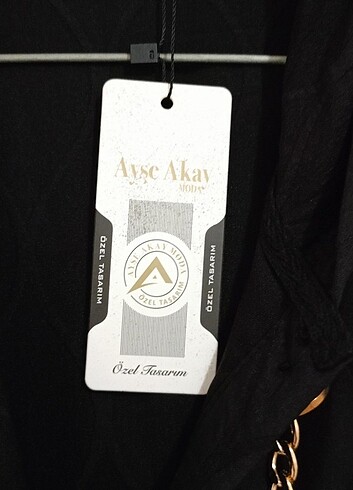 Ayşe Akay
MODA
ÖZEL TASARIM
AYŞE AKAY MODA
ÖZEL TASARIM
ÖZEL TASARIM
Özel Tasarım